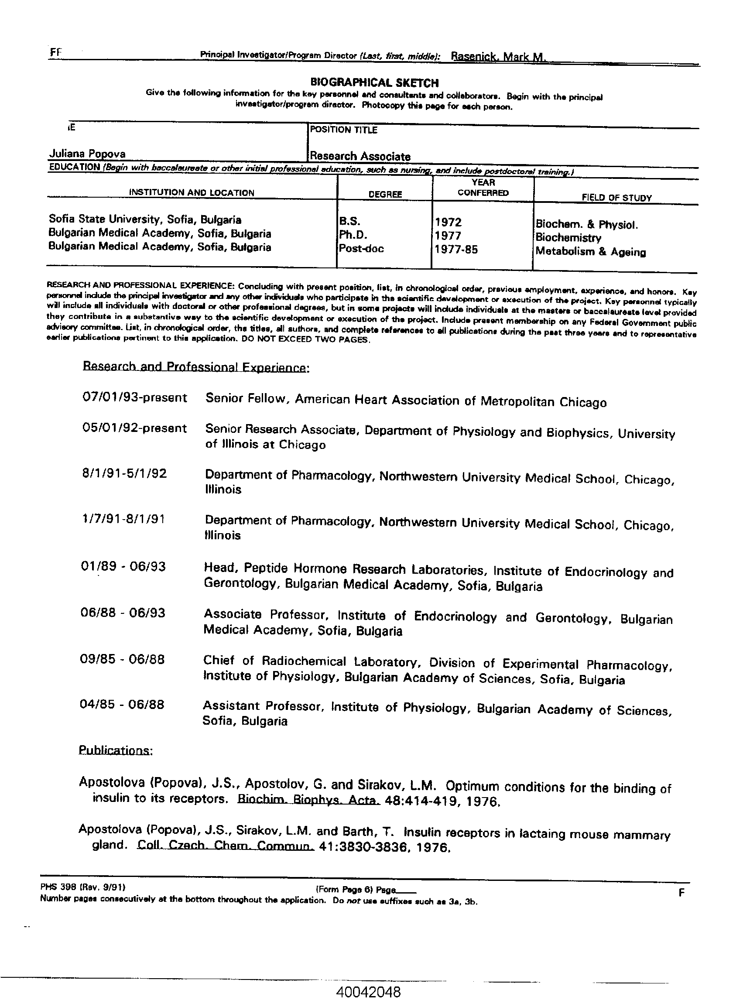 FF
Principal Investigator/Program Director (Last, first, middle): Rasenick, Mark M.
BIOGRAPHICAL SKETCH
Give the following information for the key personnel and consultants and collaborators. Begin with the principal
investigator/program director. Photocopy this page for each person.
POSITION TITLE
Juliana Popova
Research Associate
EDUCATION (Begin with baccalaureate or other initial professional education, such as nursing, and include postdoctoral training.)
INSTITUTION AND LOCATION
DEGREE
YEAR
CONFERRED
FIELD OF STUDY
Sofia State University, Sofia, Bulgaria B.S. 1972 Biochem. & Physiol.
Bulgarian Medical Academy, Sofia, Bulgaria Ph.D. 1977 Biochemistry
Bulgarian Medical Academy, Sofia, Bulgaria Post-doc 1977-85 Metabolism & Ageing
RESEARCH AND PROFESSIONAL EXPERIENCE: Concluding with present position, list, in chronological order, previous employment, experience, and honors. Key
personnel include the principal investigator and any other individuals who participate in the scientific development or execution of the project. Key personnel typically
will include all individuals with doctoral or other professional degrees, but in some projects will include individuals at the masters or baccalaureate level provided
they contribute in a substantive way to the scientific development or execution of the project. Include present membership on any Federal Government public
advisory committee. List, in chronological order, the titles, all authors, and complete references to all publications during the past three years and to representative
earlier publications pertinent to this application. DO NOT EXCEED TWO PAGES.
Research and Professional Experience:
07/01/93-present Senior Fellow, American Heart Association of Metropolitan Chicago
05/01/92-present Senior Research Associate, Department of Physiology and Biophysics, University
of Illinois at Chicago
8/1/91-5/1/92 Department of Pharmacology, Northwestern University Medical School, Chicago,
Illinois
1/7/91-8/1/91 Department of Pharmacology, Northwestern University Medical School, Chicago,
Illinois
01/89 - 06/93 Head, Peptide Hormone Research Laboratories, Institute of Endocrinology and
Gerontology, Bulgarian Medical Academy, Sofia, Bulgaria
06/88 - 06/93 Associate Professor, Institute of Endocrinology and Gerontology, Bulgarian
Medical Academy, Sofia, Bulgaria
09/85 - 06/88 Chief of Radiochemical Laboratory, Division of Experimental Pharmacology,
Institute of Physiology, Bulgarian Academy of Sciences, Sofia, Bulgaria
04/85 - 06/88 Assistant Professor, Institute of Physiology, Bulgarian Academy of Sciences,
Sofia, Bulgaria
Publications:
Apostolova (Popova), J.S., Apostolov, G. and Sirakov, L.M. Optimum conditions for the binding of
insulin to its receptors. Biochim. Biophys. Acta. 48:414-419, 1976.
Apostolova (Popova), J.S., Sirakov, L.M. and Barth, T. Insulin receptors in lactaing mouse mammary
gland. Coll. Czech. Chem. Commun. 41:3830-3836, 1976.
PHS 398 (Rev. 9/91) (Form Page 6) Page F
Number pages consecutively at the bottom throughout the application. Do not use suffixes such as 3a, 3b.
40042048